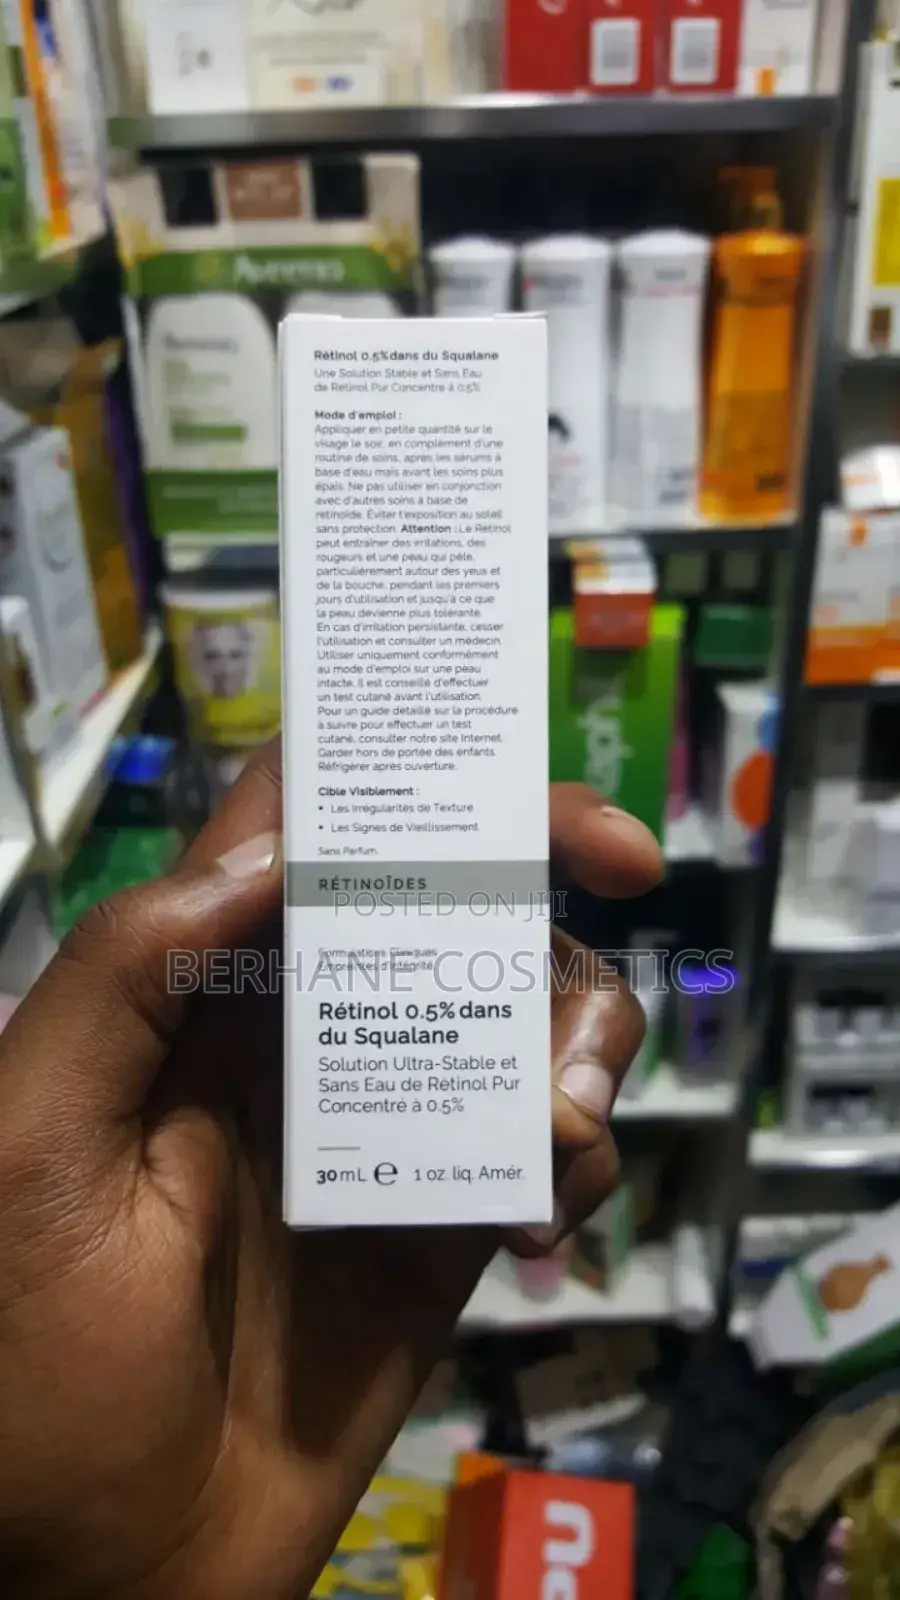 Aveeno
Rétinol 0.5% dans du Squalane
Une Solution Stable et Sans Eau
de Rétinol Pur Concentré à 0.5%
Mode d'emploi :
Appliquer en petite quantité sur le
visage le soir, en complément d'une
routine de soins, après les sérums à
base d'eau mais avant les soins plus
épais. Ne pas utiliser en conjonction
avec d'autres soins à base de
rétinoïde. Éviter l'exposition au soleil
sans protection. Attention : Le Rétinol
peut entraîner des irritations, des
rougeurs et une peau qui pèle,
particulièrement autour des yeux et
de la bouche, pendant les premiers
jours d'utilisation et jusqu'à ce que
la peau devienne plus tolérante.
En cas d'irritation persistante, cesser
l'utilisation et consulter un médecin.
Utiliser uniquement conformément
au mode d'emploi sur une peau
intacte. Il est conseillé d'effectuer
un test cutané avant l'utilisation.
Pour un guide détaillé sur la procédure
à suivre pour effectuer un test
cutané, consulter notre site Internet.
Garder hors de portée des enfants.
Réfrigérer après ouverture.
Cible Visiblement :
• Les Irrégularités de Texture
• Les Signes de Vieillissement
Sans Parfum.
RÉTINOÏDES
POSTED ON JIJI
Formulations Cliniques
Empreintes d'Intégrité.
BERHANE COSMETICS
Rétinol 0.5% dans
du Squalane
Solution Ultra-Stable et
Sans Eau de Rétinol Pur
Concentré à 0.5%
30 mL ℮ 1 oz. liq. Amér.